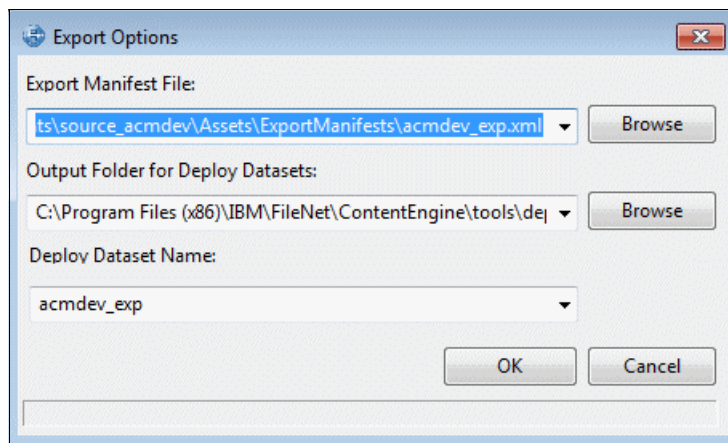 Export Options
Export Manifest File:
ts\source_acmdev\Assets\ExportManifests\acmdev_exp.xml
Browse
Output Folder for Deploy Datasets:
C:\Program Files (x86)\IBM\FileNet\ContentEngine\tools\dep
Browse
Deploy Dataset Name:
acmdev_exp
OK
Cancel